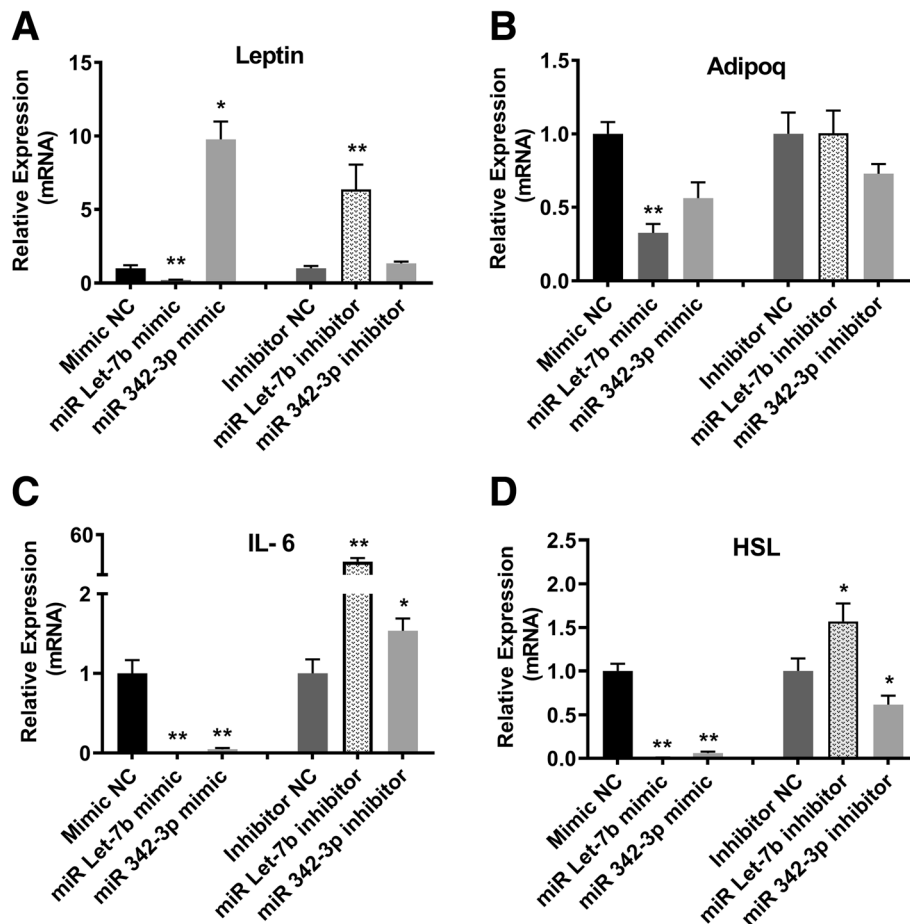 A
Leptin
Relative Expression
(mRNA)
15
10
5
0
*
**
**
Mimic NC
miR Let-7b mimic
miR 342-3p mimic
Inhibitor NC
miR Let-7b inhibitor
miR 342-3p inhibitor
B
Adipoq
Relative Expression
(mRNA)
1.5
1.0
0.5
0.0
**
Mimic NC
miR Let-7b mimic
miR 342-3p mimic
Inhibitor NC
miR Let-7b inhibitor
miR 342-3p inhibitor
C
IL- 6
Relative Expression
(mRNA)
60
2
1
0
**
**
**
*
Mimic NC
miR Let-7b mimic
miR 342-3p mimic
Inhibitor NC
miR Let-7b inhibitor
miR 342-3p inhibitor
D
HSL
Relative Expression
(mRNA)
2.5
2.0
1.5
1.0
0.5
0.0
**
**
*
*
Mimic NC
miR Let-7b mimic
miR 342-3p mimic
Inhibitor NC
miR Let-7b inhibitor
miR 342-3p inhibitor